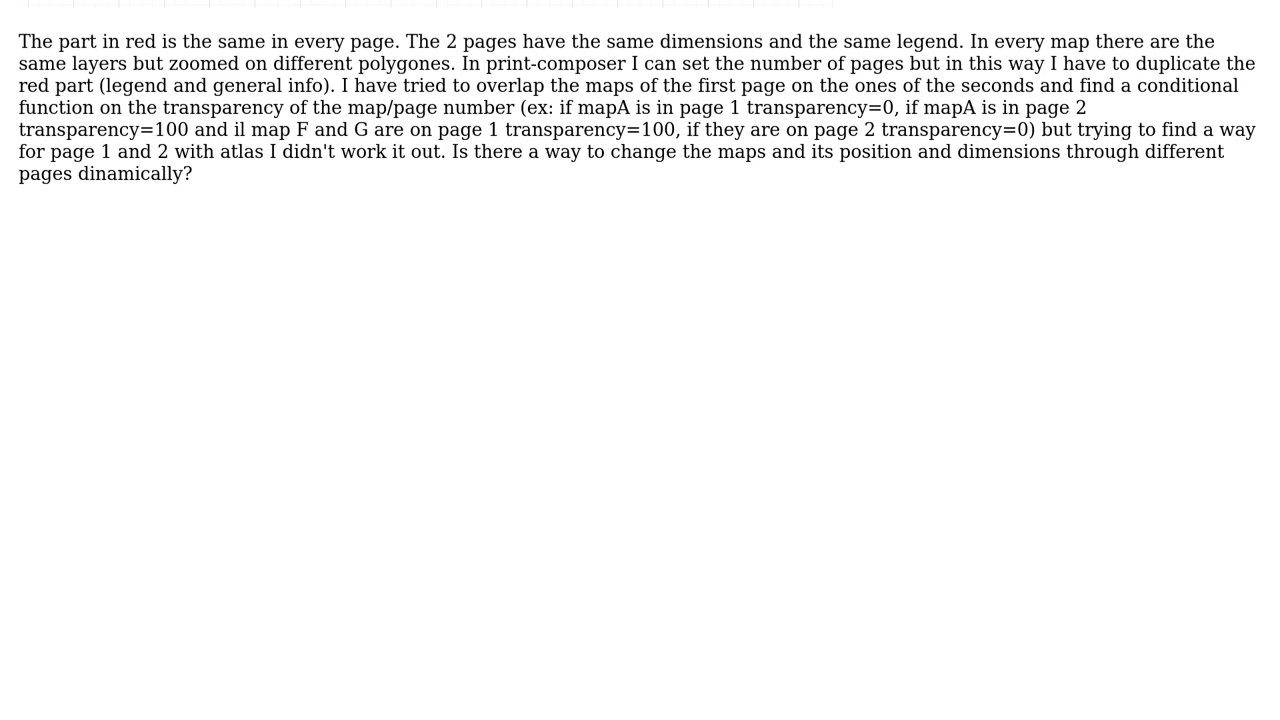 The part in red is the same in every page. The 2 pages have the same dimensions and the same legend. In every map there are the
same layers but zoomed on different polygones. In print-composer I can set the number of pages but in this way I have to duplicate the
red part (legend and general info). I have tried to overlap the maps of the first page on the ones of the seconds and find a conditional
function on the transparency of the map/page number (ex: if mapA is in page 1 transparency=0, if mapA is in page 2
transparency=100 and il map F and G are on page 1 transparency=100, if they are on page 2 transparency=0) but trying to find a way
for page 1 and 2 with atlas I didn't work it out. Is there a way to change the maps and its position and dimensions through different
pages dinamically?